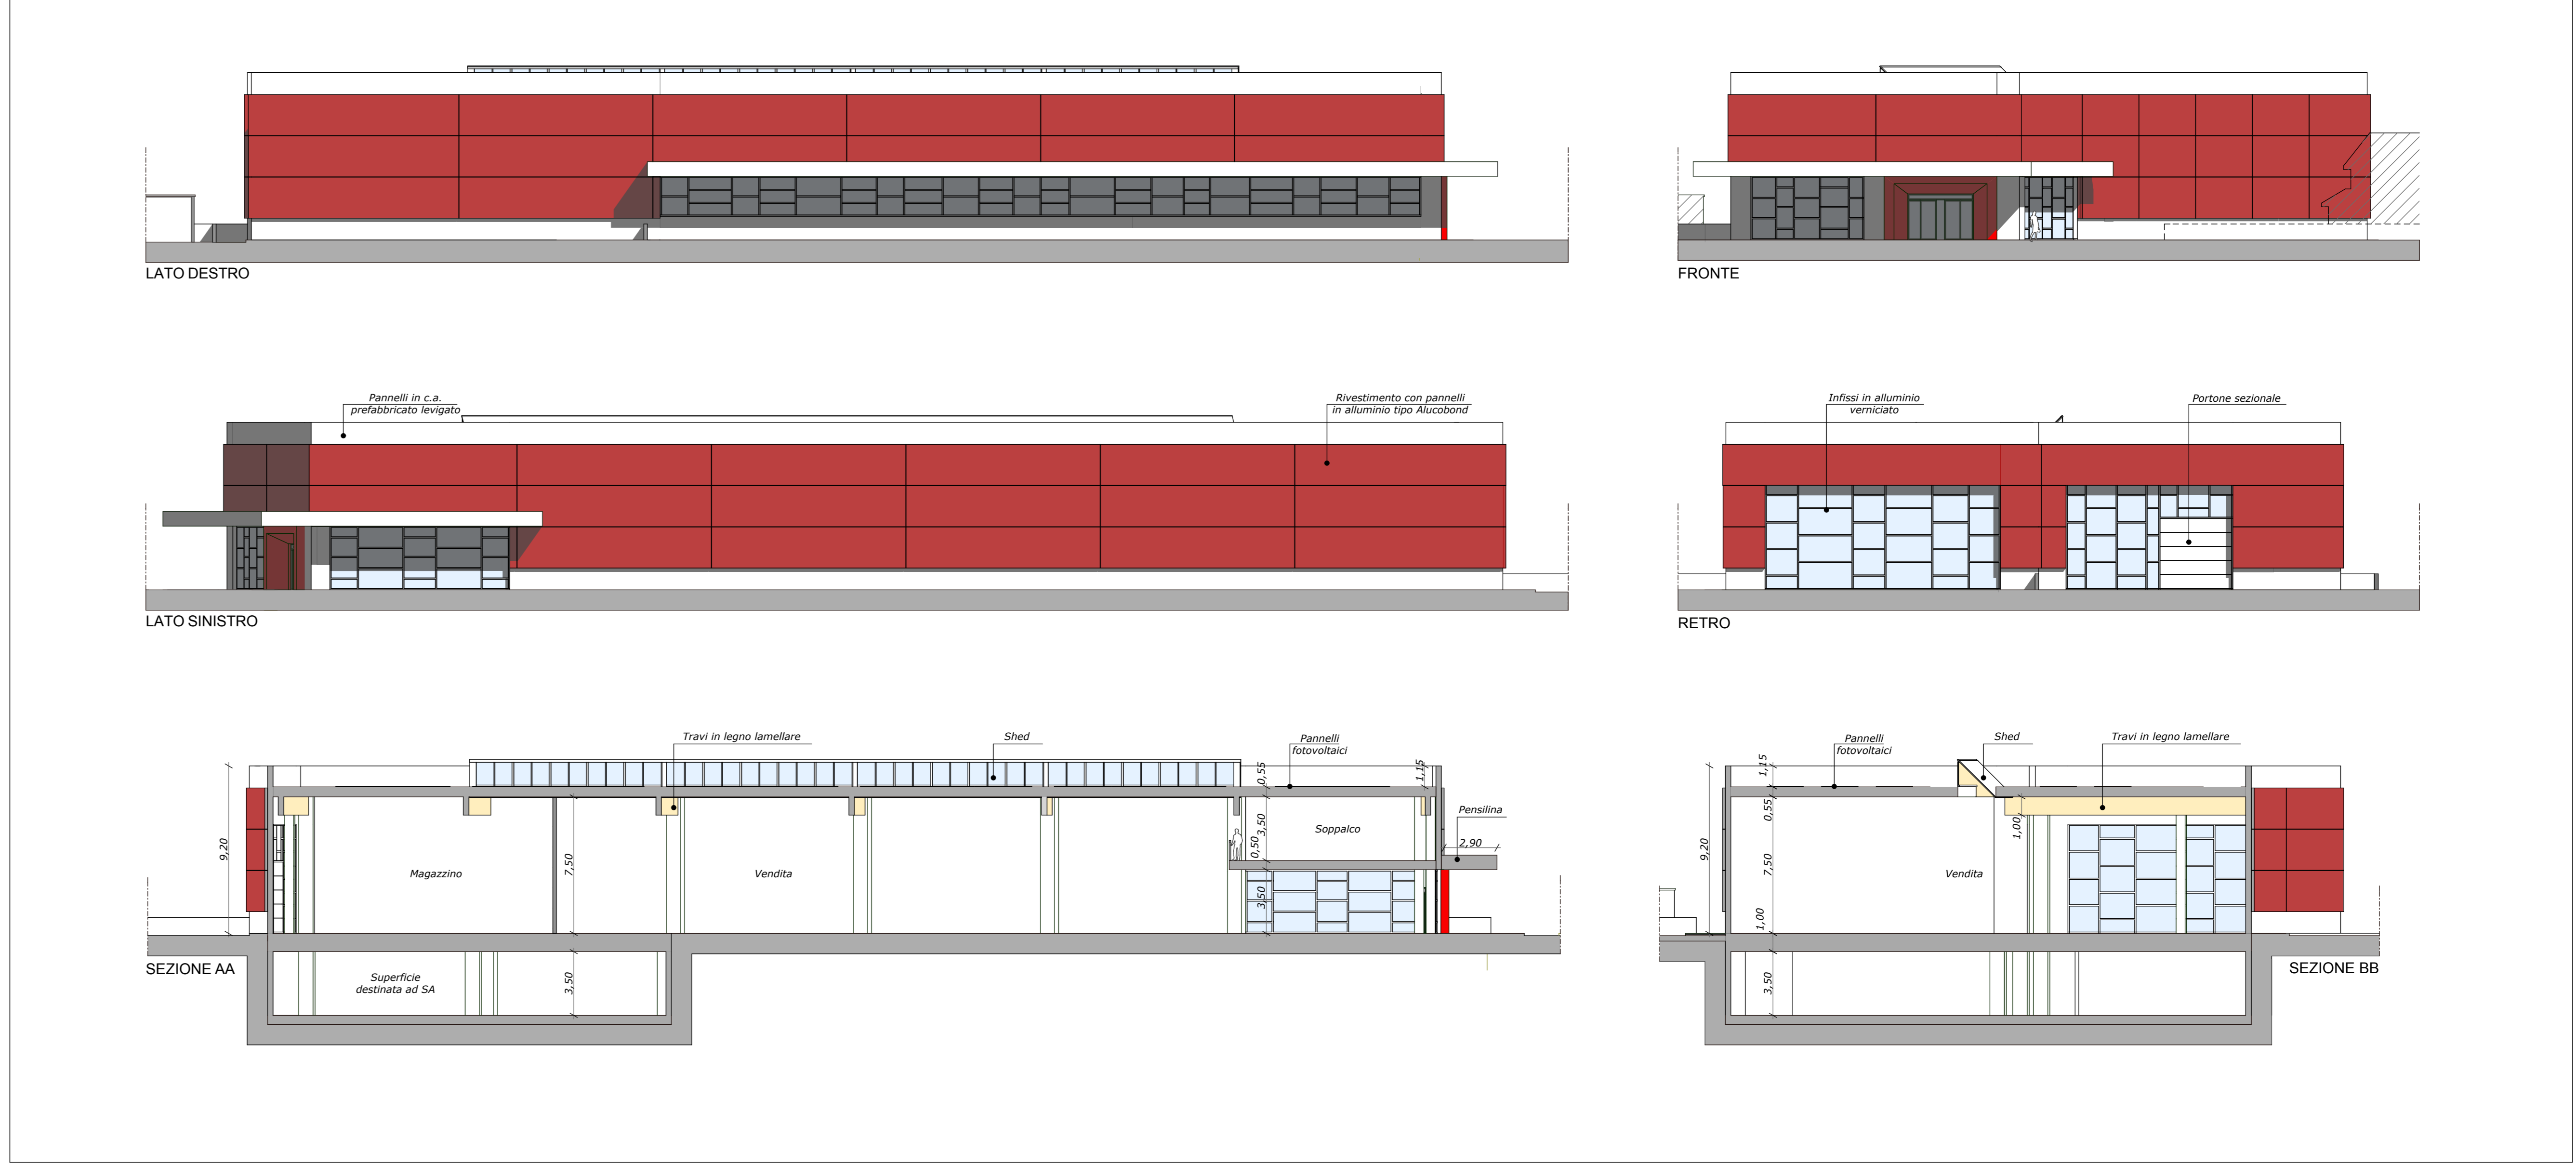 LATO DESTRO
FRONTE
Pannelli in c.a.
prefabbricato levigato
Rivestimento con pannelli
in alluminio tipo Alucobond
Infissi in alluminio
verniciato
Portone sezionale
LATO SINISTRO
RETRO
Travi in legno lamellare
Shed
Pannelli
fotovoltaici
0,55
1,15
Pensilina
2,90
9,20
7,50
3,50
0,50
3,50
Soppalco
Magazzino
Vendita
SEZIONE AA
Superficie
destinata ad SA
3,50
Pannelli
fotovoltaici
Shed
Travi in legno lamellare
1,15
0,55
1,00
9,20
7,50
Vendita
1,00
3,50
SEZIONE BB